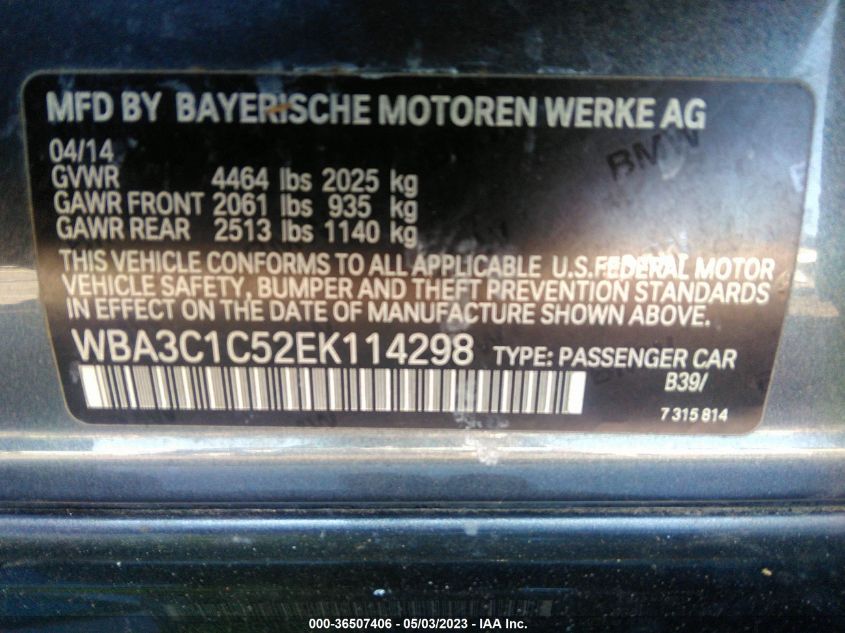 MFD BY BAYERISCHE MOTOREN WERKE AG
04/14
GVWR 4464 lbs 2025 kg
GAWR FRONT 2061 lbs 935 kg
GAWR REAR 2513 lbs 1140 kg
THIS VEHICLE CONFORMS TO ALL APPLICABLE U.S.FEDERAL MOTOR
VEHICLE SAFETY, BUMPER AND THEFT PREVENTION STANDARDS
IN EFFECT ON THE DATE OF MANUFACTURE SHOWN ABOVE.
WBA3C1C52EK114298 TYPE: PASSENGER CAR
B39/
7 315 814
BMW
000-36507406 - 05/03/2023 - IAA Inc.